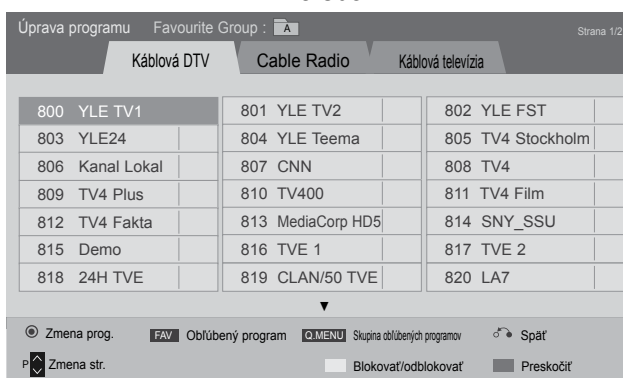 Úprava programu Favourite Group : A Strana 1/2
Káblová DTV Cable Radio Káblová televízia
800 YLE TV1 801 YLE TV2 802 YLE FST
803 YLE24 804 YLE Teema 805 TV4 Stockholm
806 Kanal Lokal 807 CNN 808 TV4
809 TV4 Plus 810 TV400 811 TV4 Film
812 TV4 Fakta 813 MediaCorp HD5 814 SNY_SSU
815 Demo 816 TVE 1 817 TVE 2
818 24H TVE 819 CLAN/50 TVE 820 LA7
▼
Zmena prog. FAV Obľúbený program Q.MENU Skupina obľúbených programov Späť
P Zmena str. Blokovať/odblokovať Preskočiť